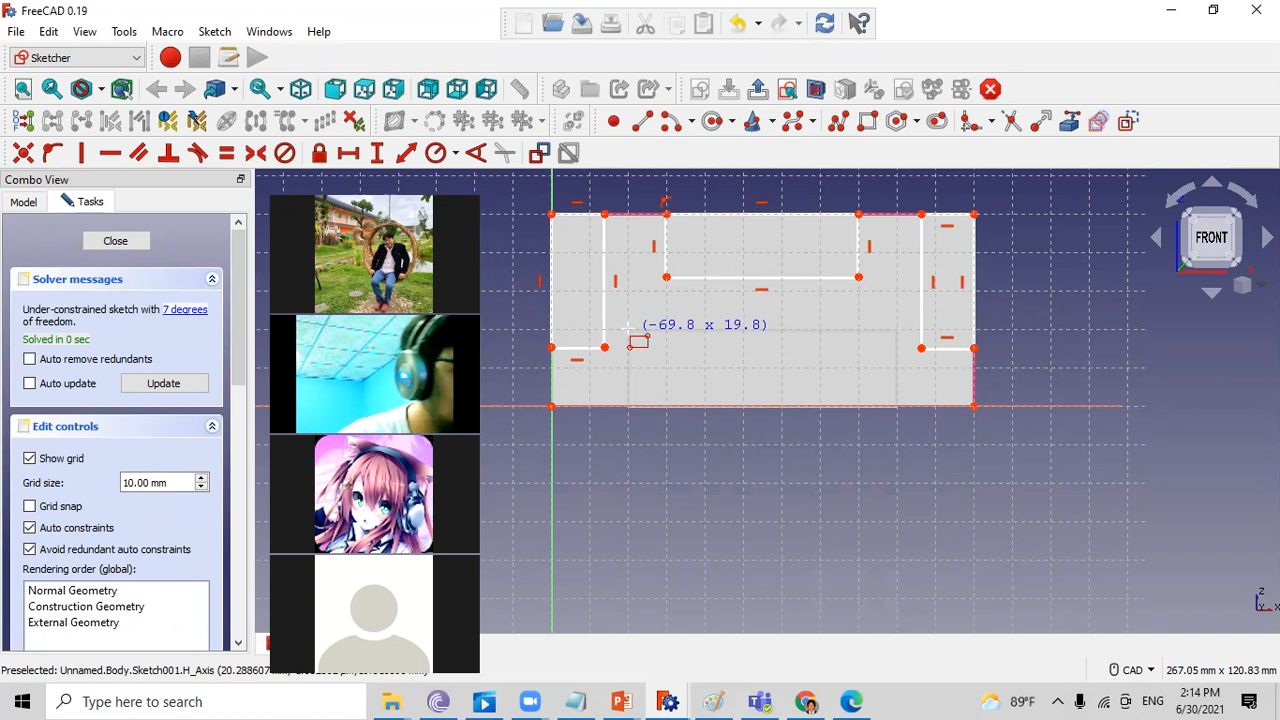 FreeCAD 0.19
File Edit View Tools Macro Sketch Windows Help
Sketcher
Combo View
Model Tasks
Close
Solver messages
Under-constrained sketch with 7 degrees
of freedom.
Solved in 0 sec
Auto remove redundants
Auto update Update
Edit controls
Show grid
Grid size: 10.00 mm
Grid snap
Auto constraints
Avoid redundant auto constraints
Rendering order (global):
Normal Geometry
Construction Geometry
External Geometry
(-69.8 x 19.8)
FRONT
Z
X
Z
Y
x
Preselected: Unnamed.Body.Sketch001.H_Axis (20.288607
CAD 267.05 mm x 120.83 mm
Type here to search
89°F
ENG
2:14 PM
6/30/2021